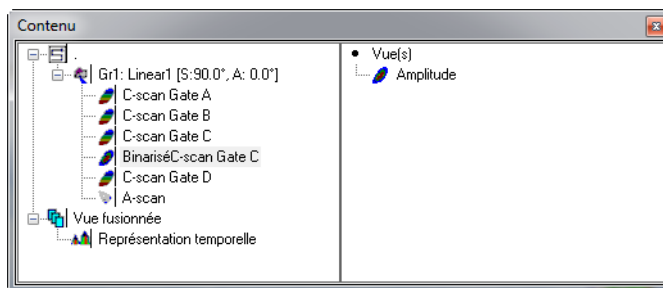 Contenu
.
Gr1: Linear1 [S:90.0°, A: 0.0°]
C-scan Gate A
C-scan Gate B
C-scan Gate C
BinariséC-scan Gate C
C-scan Gate D
A-scan
Vue fusionnée
Représentation temporelle
Vue(s)
Amplitude